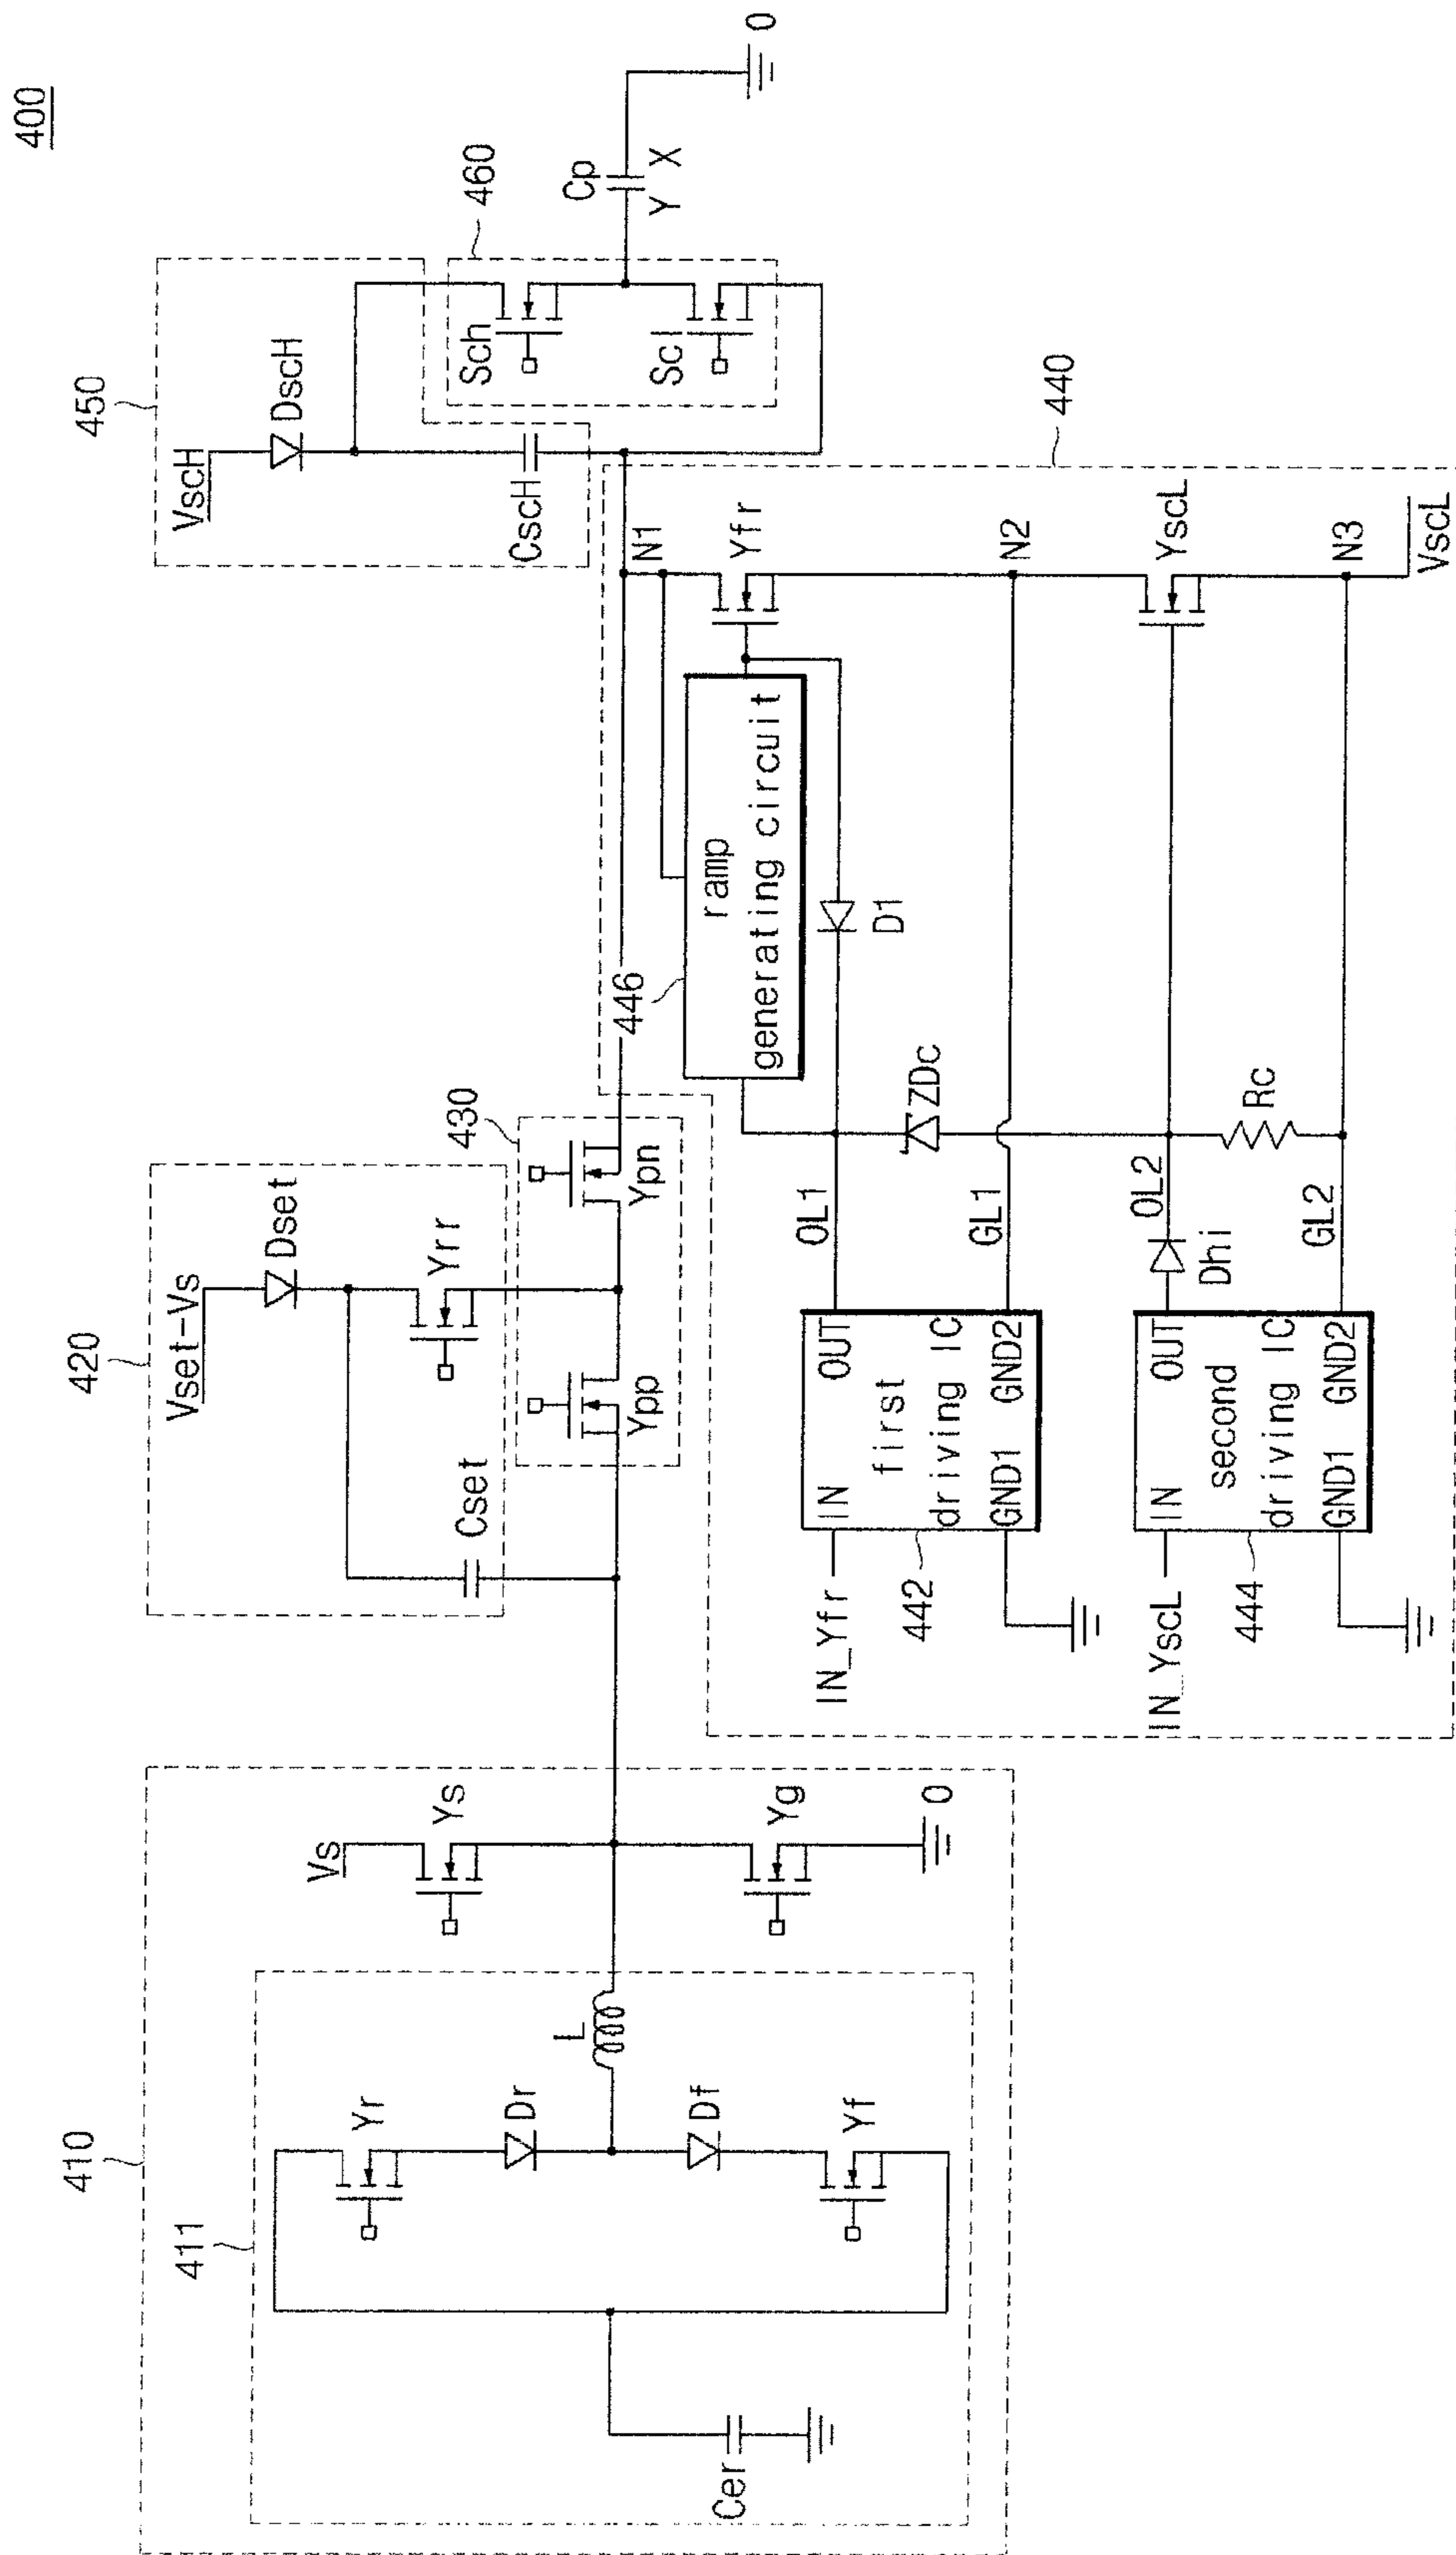 400
410
411
Cer
Yr
Dr
Df
Yf
L
Vs
Ys
Yg
0
420
Vset-Vs
Dset
Cset
Yrr
430
Ypp
Ypn
450
VscH
DscH
CscH
460
Sch
Scl
Cp
Y
X
0
440
N1
446
ramp
generating circuit
Yfr
D1
N2
ZDc
YscL
N3
VscL
Rc
OL1
GL1
OL2
Dhi
GL2
IN_Yfr
442
IN
OUT
first
driving IC
GND1
GND2
IN_YscL
444
IN
OUT
second
driving IC
GND1
GND2